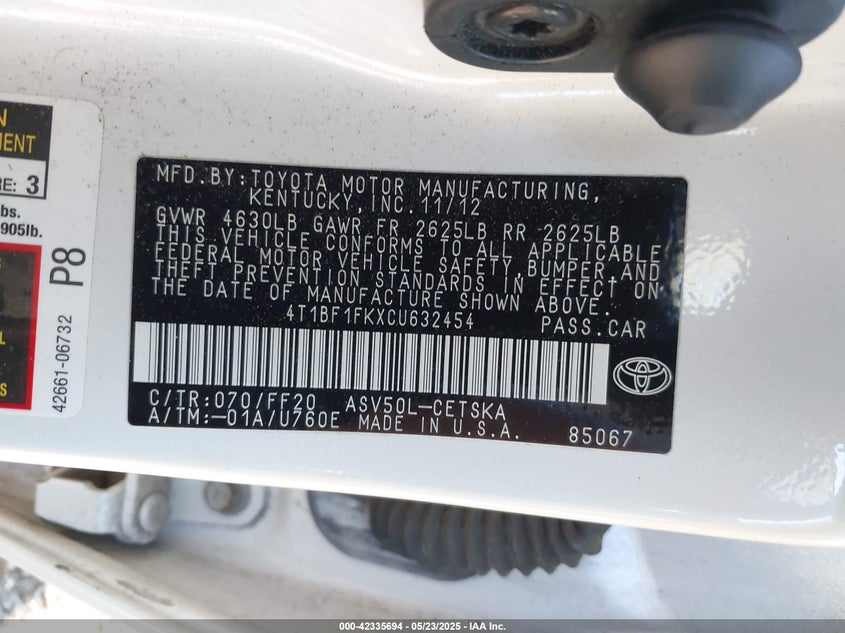 N
MENT
RE: 3
bs.
905lb.
P8
42661-06732
L
S
MFD.BY:TOYOTA MOTOR MANUFACTURING,
KENTUCKY, INC. 11/12
GVWR 4630LB GAWR FR 2625LB RR 2625LB
THIS VEHICLE CONFORMS TO ALL APPLICABLE
FEDERAL MOTOR VEHICLE SAFETY,BUMPER,AND
THEFT PREVENTION STANDARDS IN EFFECT ON
THE DATE OF MANUFACTURE SHOWN ABOVE.
4T1BF1FKXCU632454 PASS.CAR
C/TR:070/FF20 ASV50L-CETSKA
A/TM:-01A/U760E MADE IN U.S.A. 85067
000-42335694 - 05/23/2025 - IAA Inc.